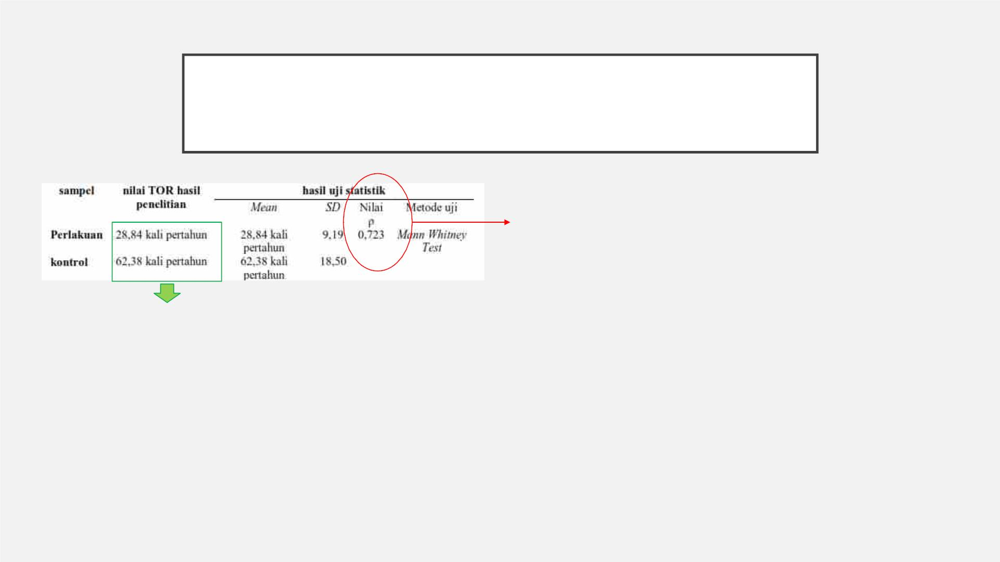 sampel nilai TOR hasil penelitian hasil uji statistik
Mean SD Nilai ρ Metode uji
Perlakuan 28,84 kali pertahun 28,84 kali pertahun 9,19 0,723 Mann Whitney Test
kontrol 62,38 kali pertahun 62,38 kali pertahun 18,50